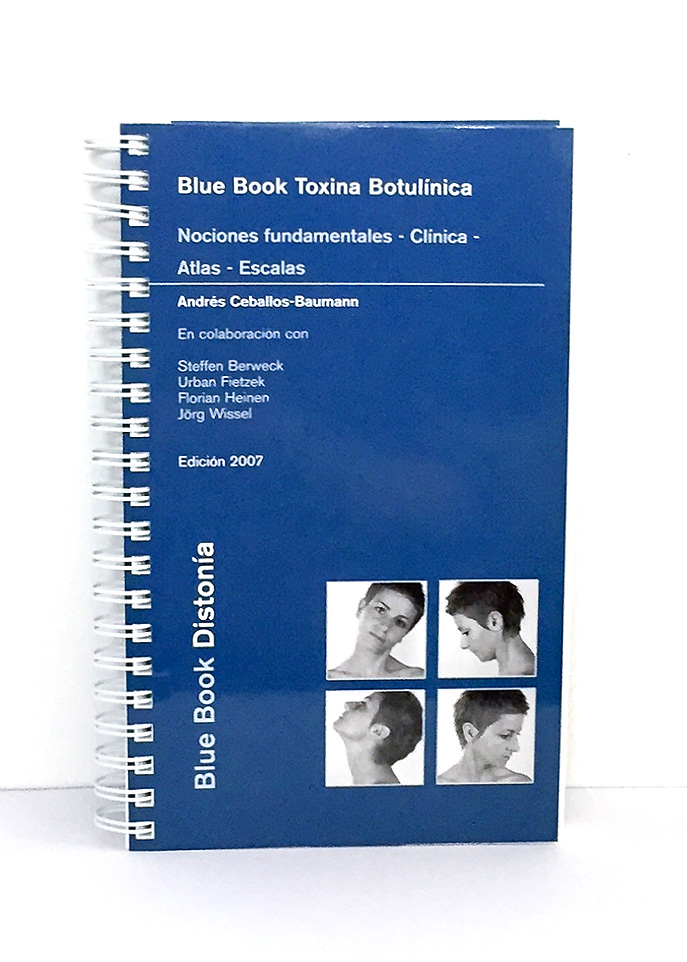 Blue Book Toxina Botulínica
Nociones fundamentales - Clínica -
Atlas - Escalas
Andrés Ceballos-Baumann
En colaboración con
Steffen Berweck
Urban Fietzek
Florian Heinen
Jörg Wissel
Edición 2007
Blue Book Distonía